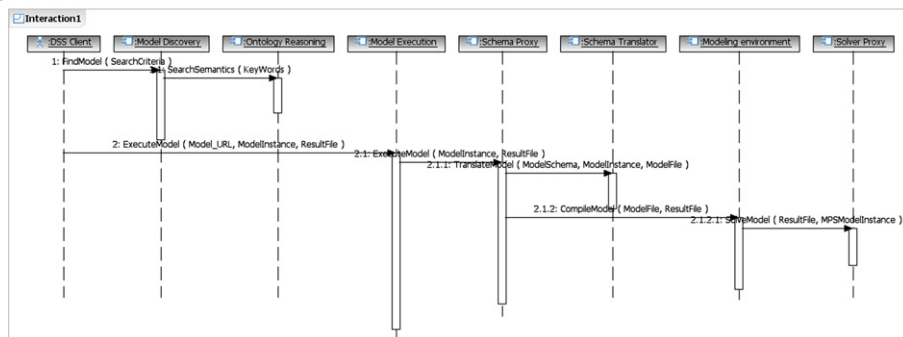 Interaction1
:DSS Client
:Model Discovery
:Ontology Reasoning
:Model Execution
:Schema Proxy
:Schema Translator
:Modeling environment
:Solver Proxy
1: FindModel ( SearchCriteria )
SearchSemantics ( KeyWords )
2: ExecuteModel ( Model_URL, ModelInstance, ResultFile )
2.1: ExecuteModel ( ModelInstance, ResultFile )
2.1.1: TranslateModel ( ModelSchema, ModelInstance, ModelFile )
2.1.2: CompileModel ( ModelFile, ResultFile )
2.1.2.1: SolveModel ( ResultFile, MPSModelInstance )